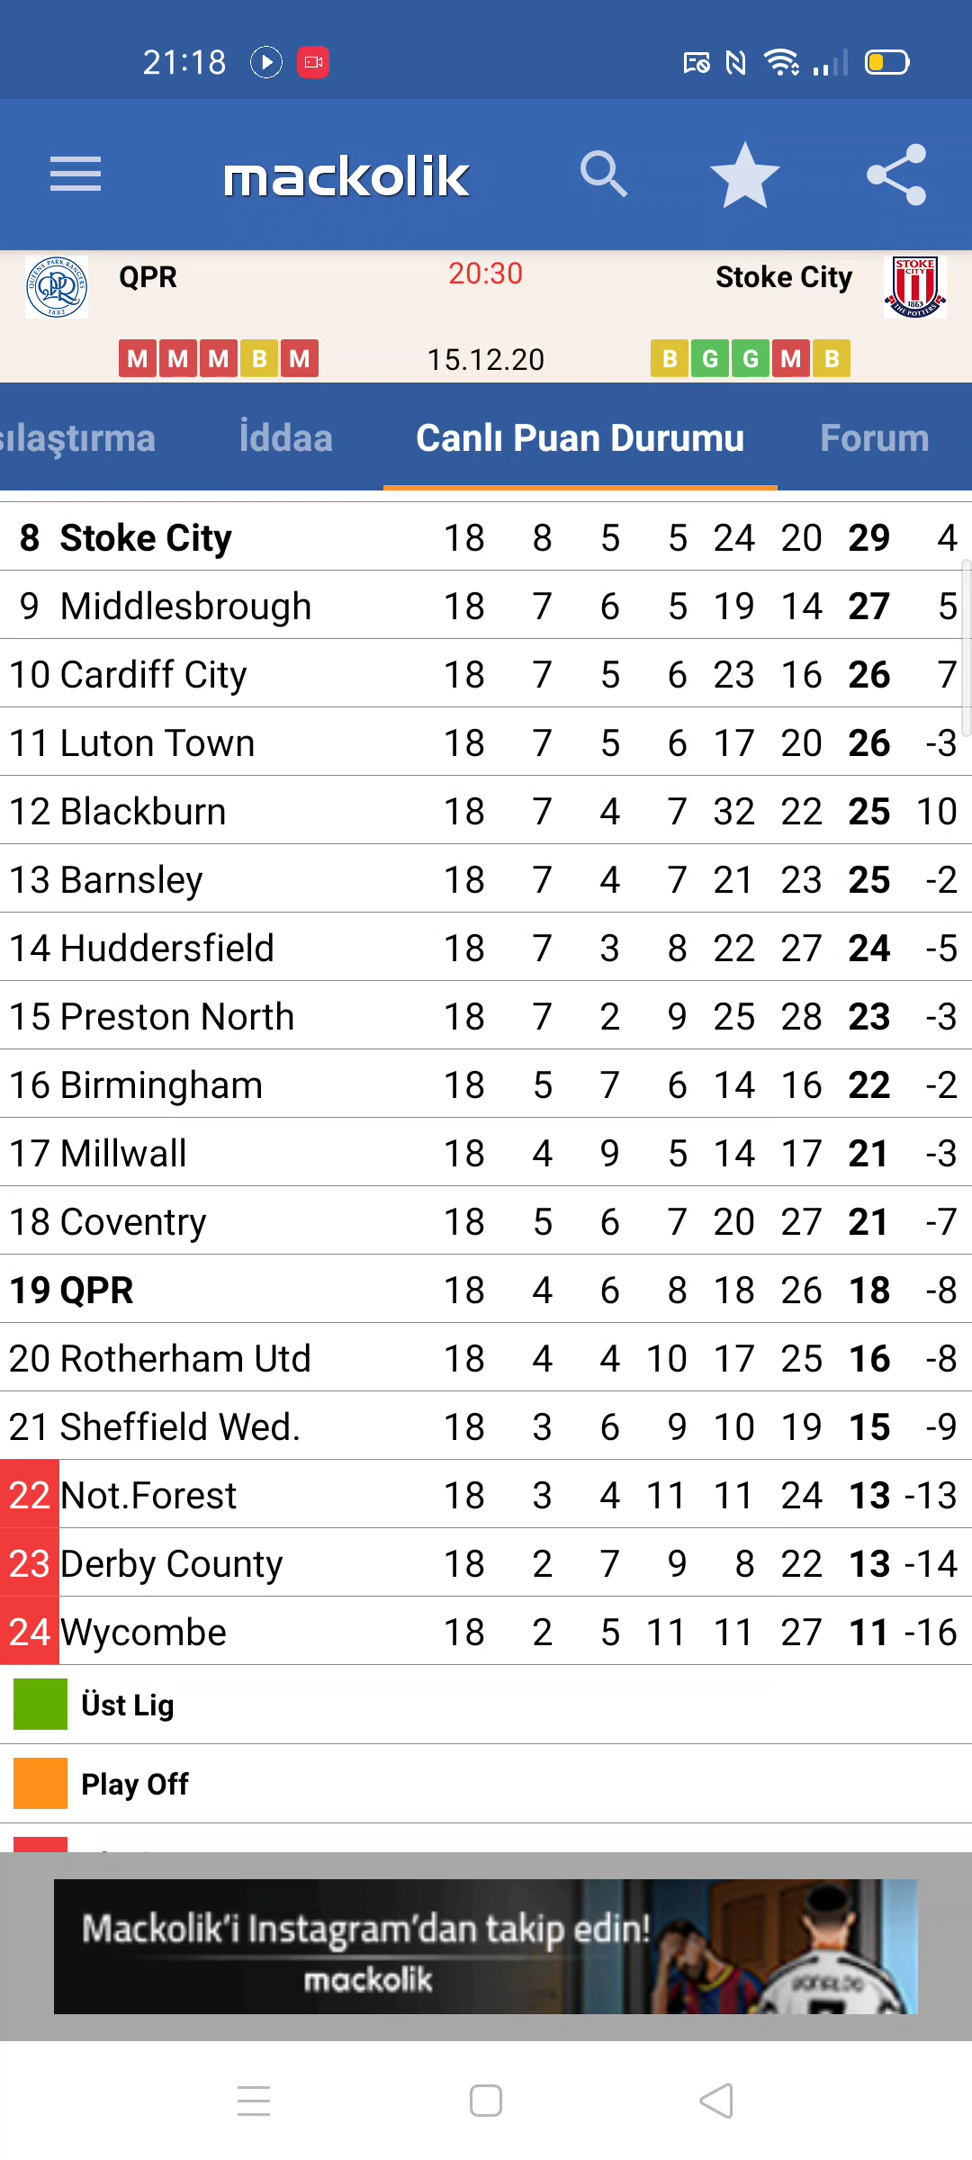 21:18
mackolik
QPR 20:30 Stoke City
M M M B M 15.12.20 B G G M B
sılaştırma İddaa Canlı Puan Durumu Forum
8 Stoke City 18 8 5 5 24 20 29 4
9 Middlesbrough 18 7 6 5 19 14 27 5
10 Cardiff City 18 7 5 6 23 16 26 7
11 Luton Town 18 7 5 6 17 20 26 -3
12 Blackburn 18 7 4 7 32 22 25 10
13 Barnsley 18 7 4 7 21 23 25 -2
14 Huddersfield 18 7 3 8 22 27 24 -5
15 Preston North 18 7 2 9 25 28 23 -3
16 Birmingham 18 5 7 6 14 16 22 -2
17 Millwall 18 4 9 5 14 17 21 -3
18 Coventry 18 5 6 7 20 27 21 -7
19 QPR 18 4 6 8 18 26 18 -8
20 Rotherham Utd 18 4 4 10 17 25 16 -8
21 Sheffield Wed. 18 3 6 9 10 19 15 -9
22 Not.Forest 18 3 4 11 11 24 13 -13
23 Derby County 18 2 7 9 8 22 13 -14
24 Wycombe 18 2 5 11 11 27 11 -16
Üst Lig
Play Off
Mackolik'i Instagram'dan takip edin!
mackolik
RONALDO